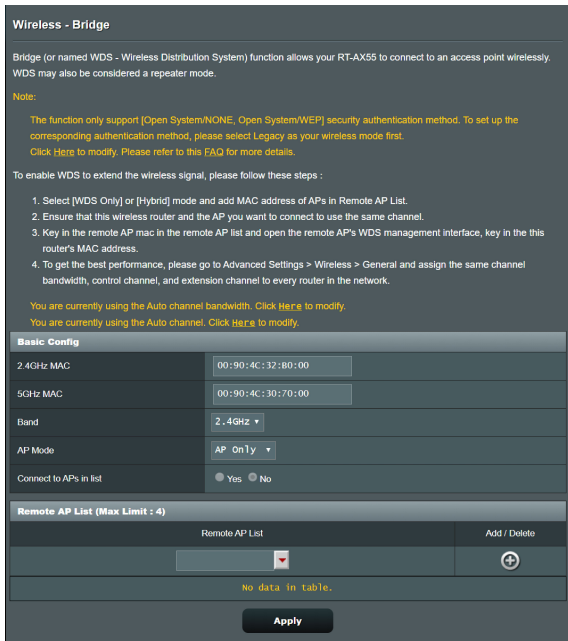 Wireless - Bridge
Bridge (or named WDS - Wireless Distribution System) function allows your RT-AX55 to connect to an access point wirelessly.
WDS may also be considered a repeater mode.
Note:
The function only support [Open System/NONE, Open System/WEP] security authentication method. To set up the
corresponding authentication method, please select Legacy as your wireless mode first.
Click Here to modify. Please refer to this FAQ for more details.
To enable WDS to extend the wireless signal, please follow these steps :
1. Select [WDS Only] or [Hybrid] mode and add MAC address of APs in Remote AP List.
2. Ensure that this wireless router and the AP you want to connect to use the same channel.
3. Key in the remote AP mac in the remote AP list and open the remote AP's WDS management interface, key in the this
router's MAC address.
4. To get the best performance, please go to Advanced Settings > Wireless > General and assign the same channel
bandwidth, control channel, and extension channel to every router in the network.
You are currently using the Auto channel bandwidth. Click Here to modify.
You are currently using the Auto channel. Click Here to modify.
Basic Config
2.4GHz MAC 00:90:4C:32:B0:00
5GHz MAC 00:90:4C:30:70:00
Band 2.4GHz
AP Mode AP Only
Connect to APs in list Yes No
Remote AP List (Max Limit : 4)
Remote AP List Add / Delete
No data in table.
Apply